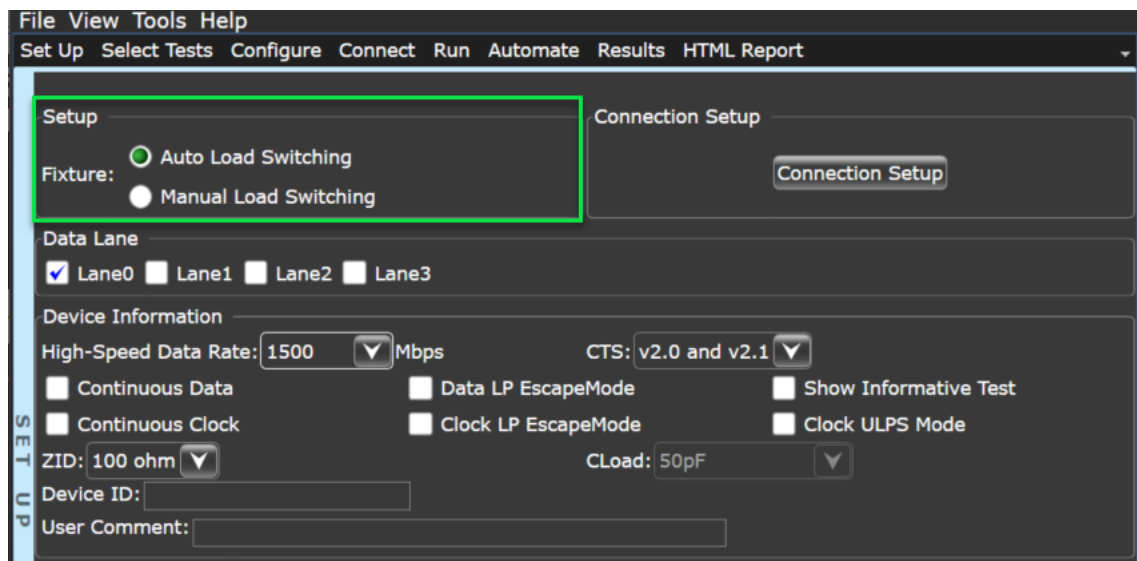 File View Tools Help
Set Up Select Tests Configure Connect Run Automate Results HTML Report
Setup
Fixture:
Auto Load Switching
Manual Load Switching
Connection Setup
Connection Setup
Data Lane
Lane0 Lane1 Lane2 Lane3
Device Information
High-Speed Data Rate: 1500 Mbps CTS: v2.0 and v2.1
Continuous Data Data LP EscapeMode Show Informative Test
Continuous Clock Clock LP EscapeMode Clock ULPS Mode
ZID: 100 ohm CLoad: 50pF
Device ID:
User Comment:
SET UP